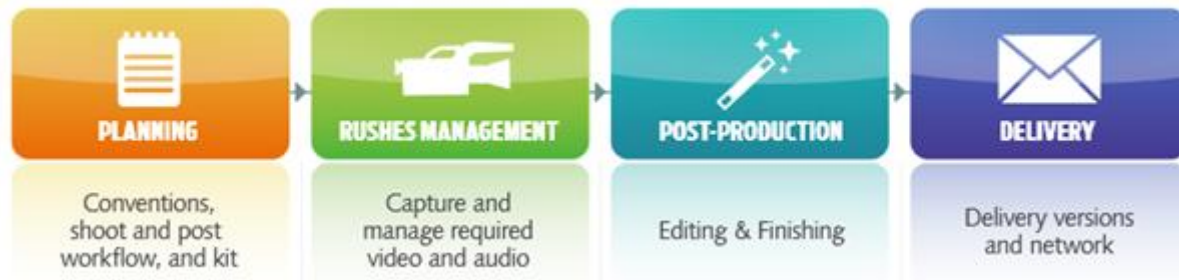 PLANNING
Conventions,
shoot and post
workflow, and kit
RUSHES MANAGEMENT
Capture and
manage required
video and audio
POST-PRODUCTION
Editing & Finishing
DELIVERY
Delivery versions
and network